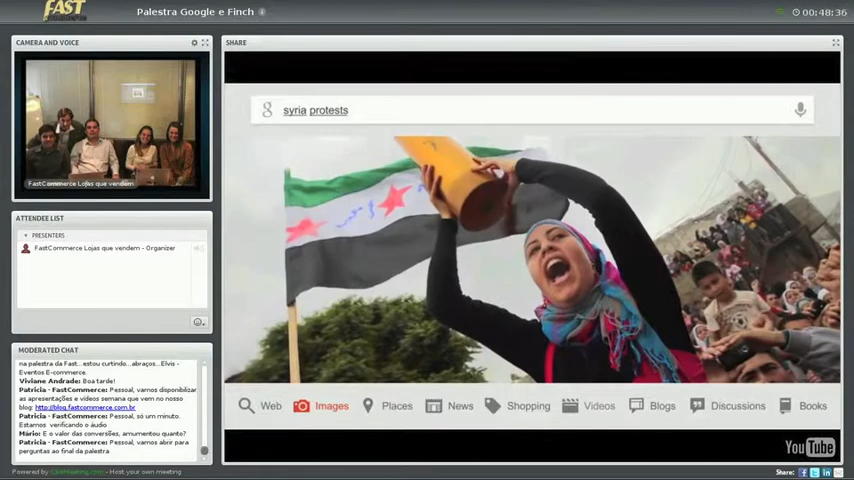 FAST
Palestra Google e Finch
00:48:36
CAMERA AND VOICE
FastCommerce Lojas que vendem
ATTENDEE LIST
PRESENTERS
FastCommerce Lojas que vendem - Organizer
MODERATED CHAT
na palestra da Fast...estou curtindo...abraços...Elvis -
Eventos E-commerce.
Viviane Andrade: Boa tarde!
Patricia - FastCommerce: Pessoal, vamos disponibilizar
as apresentações e vídeos semana que vem no nosso
blog: http://blog.fastcommerce.com.br
Patricia - FastCommerce: Pessoal, só um minuto.
Estamos verificando o áudio
Mário: E o valor das conversões, amumentou quanto?
Patricia - FastCommerce: Pessoal, vamos abrir para
perguntas ao final da palestra
SHARE
g syria protests
Web Images Places News Shopping Videos Blogs Discussions Books
YouTube
Powered by ClickMeeting.com - Host your own meeting
Share: